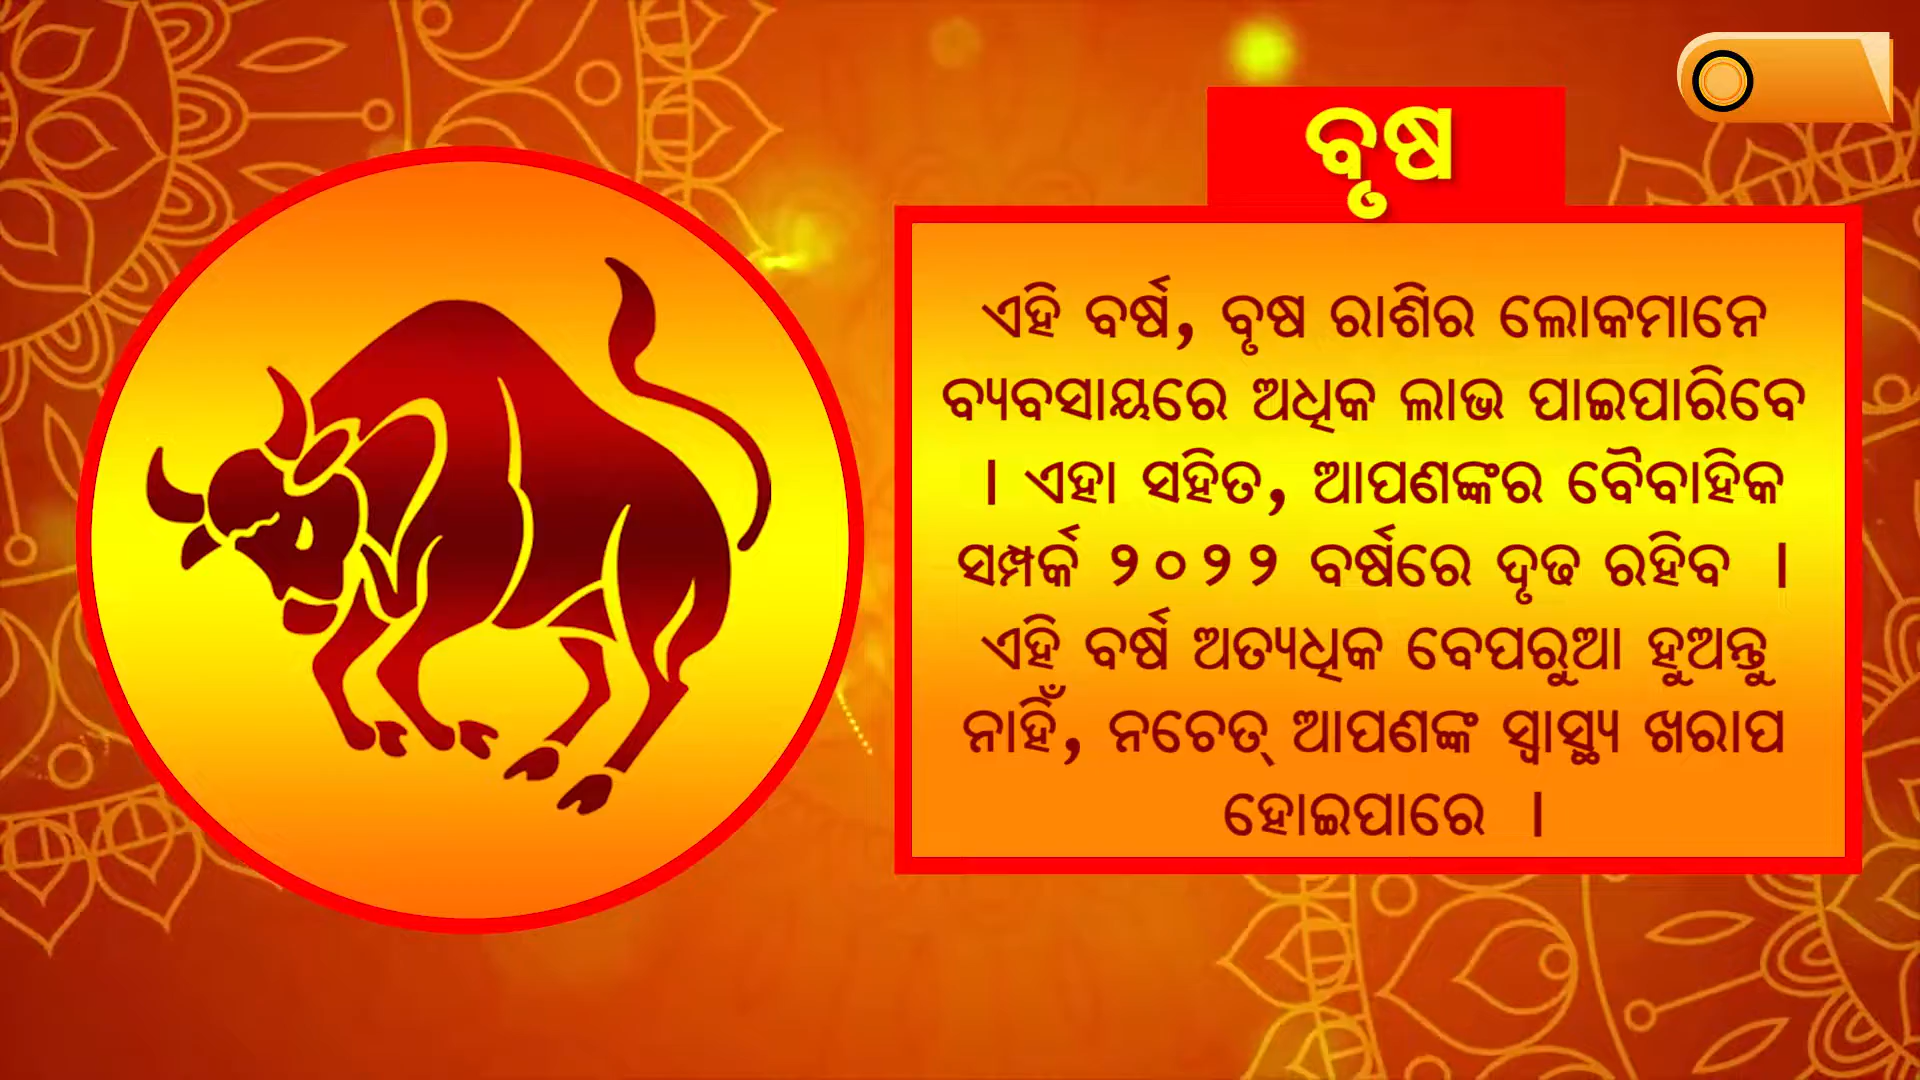 ବୃଷ
ଏହି ବର୍ଷ, ବୃଷ ରାଶିର ଲୋକମାନେ
ବ୍ୟବସାୟରେ ଅଧିକ ଲାଭ ପାଇପାରିବେ
। ଏହା ସହିତ, ଆପଣଙ୍କର ବୈବାହିକ
ସମ୍ପର୍କ ୨୦୨୨ ବର୍ଷରେ ଦୃଢ ରହିବ ।
ଏହି ବର୍ଷ ଅତ୍ୟଧିକ ବେପରୁଆ ହୁଅନ୍ତୁ
ନାହିଁ, ନଚେତ୍ ଆପଣଙ୍କ ସ୍ୱାସ୍ଥ୍ୟ ଖରାପ
ହୋଇପାରେ ।